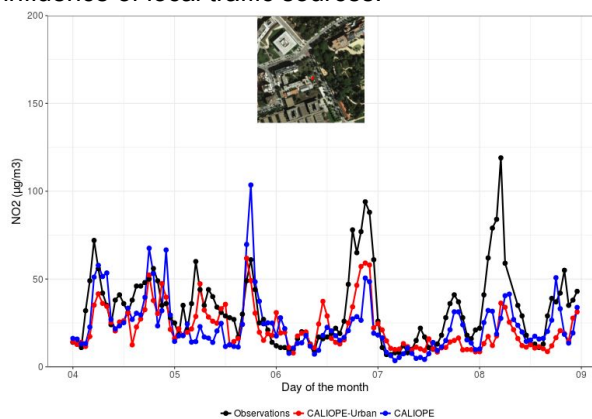 influence of local traffic sources.
200
150
100
50
0
NO2 (µg/m3)
04
05
06
07
08
09
Day of the month
Observations
CALIOPE-Urban
CALIOPE